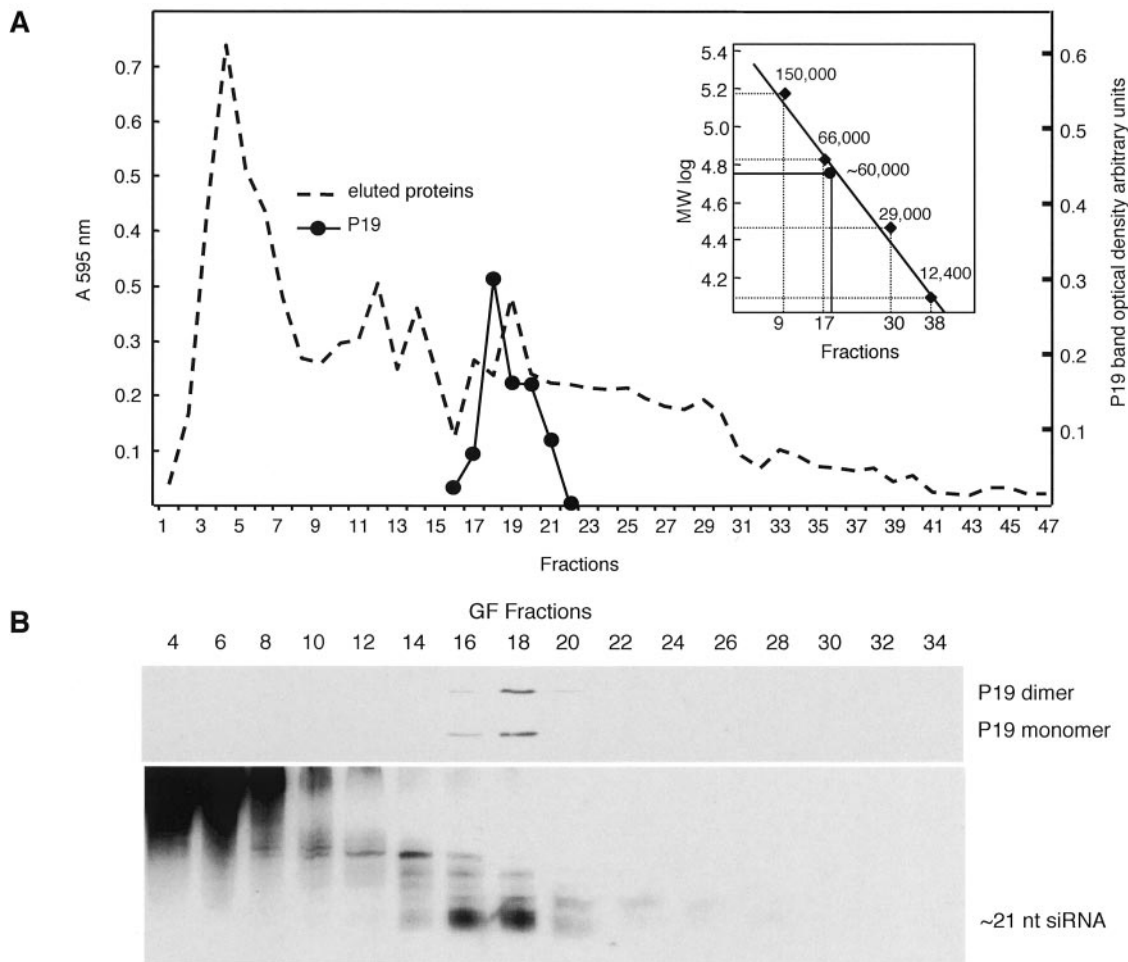 A
0.7
0.6
0.5
0.4
0.5
0.3
0.2
0.1
A 595 nm
eluted proteins
P19
5.4
5.2
5.0
4.8
4.6
4.4
4.2
MW log
150,000
66,000
~60,000
29,000
12,400
9 17 30 38
Fractions
0.6
0.5
0.4
0.3
0.2
0.1
P19 band optical density arbitrary units
1 3 5 7 9 11 13 15 17 19 21 23 25 27 29 31 33 35 37 39 41 43 45 47
Fractions
B
GF Fractions
4 6 8 10 12 14 16 18 20 22 24 26 28 30 32 34
P19 dimer
P19 monomer
~21 nt siRNA